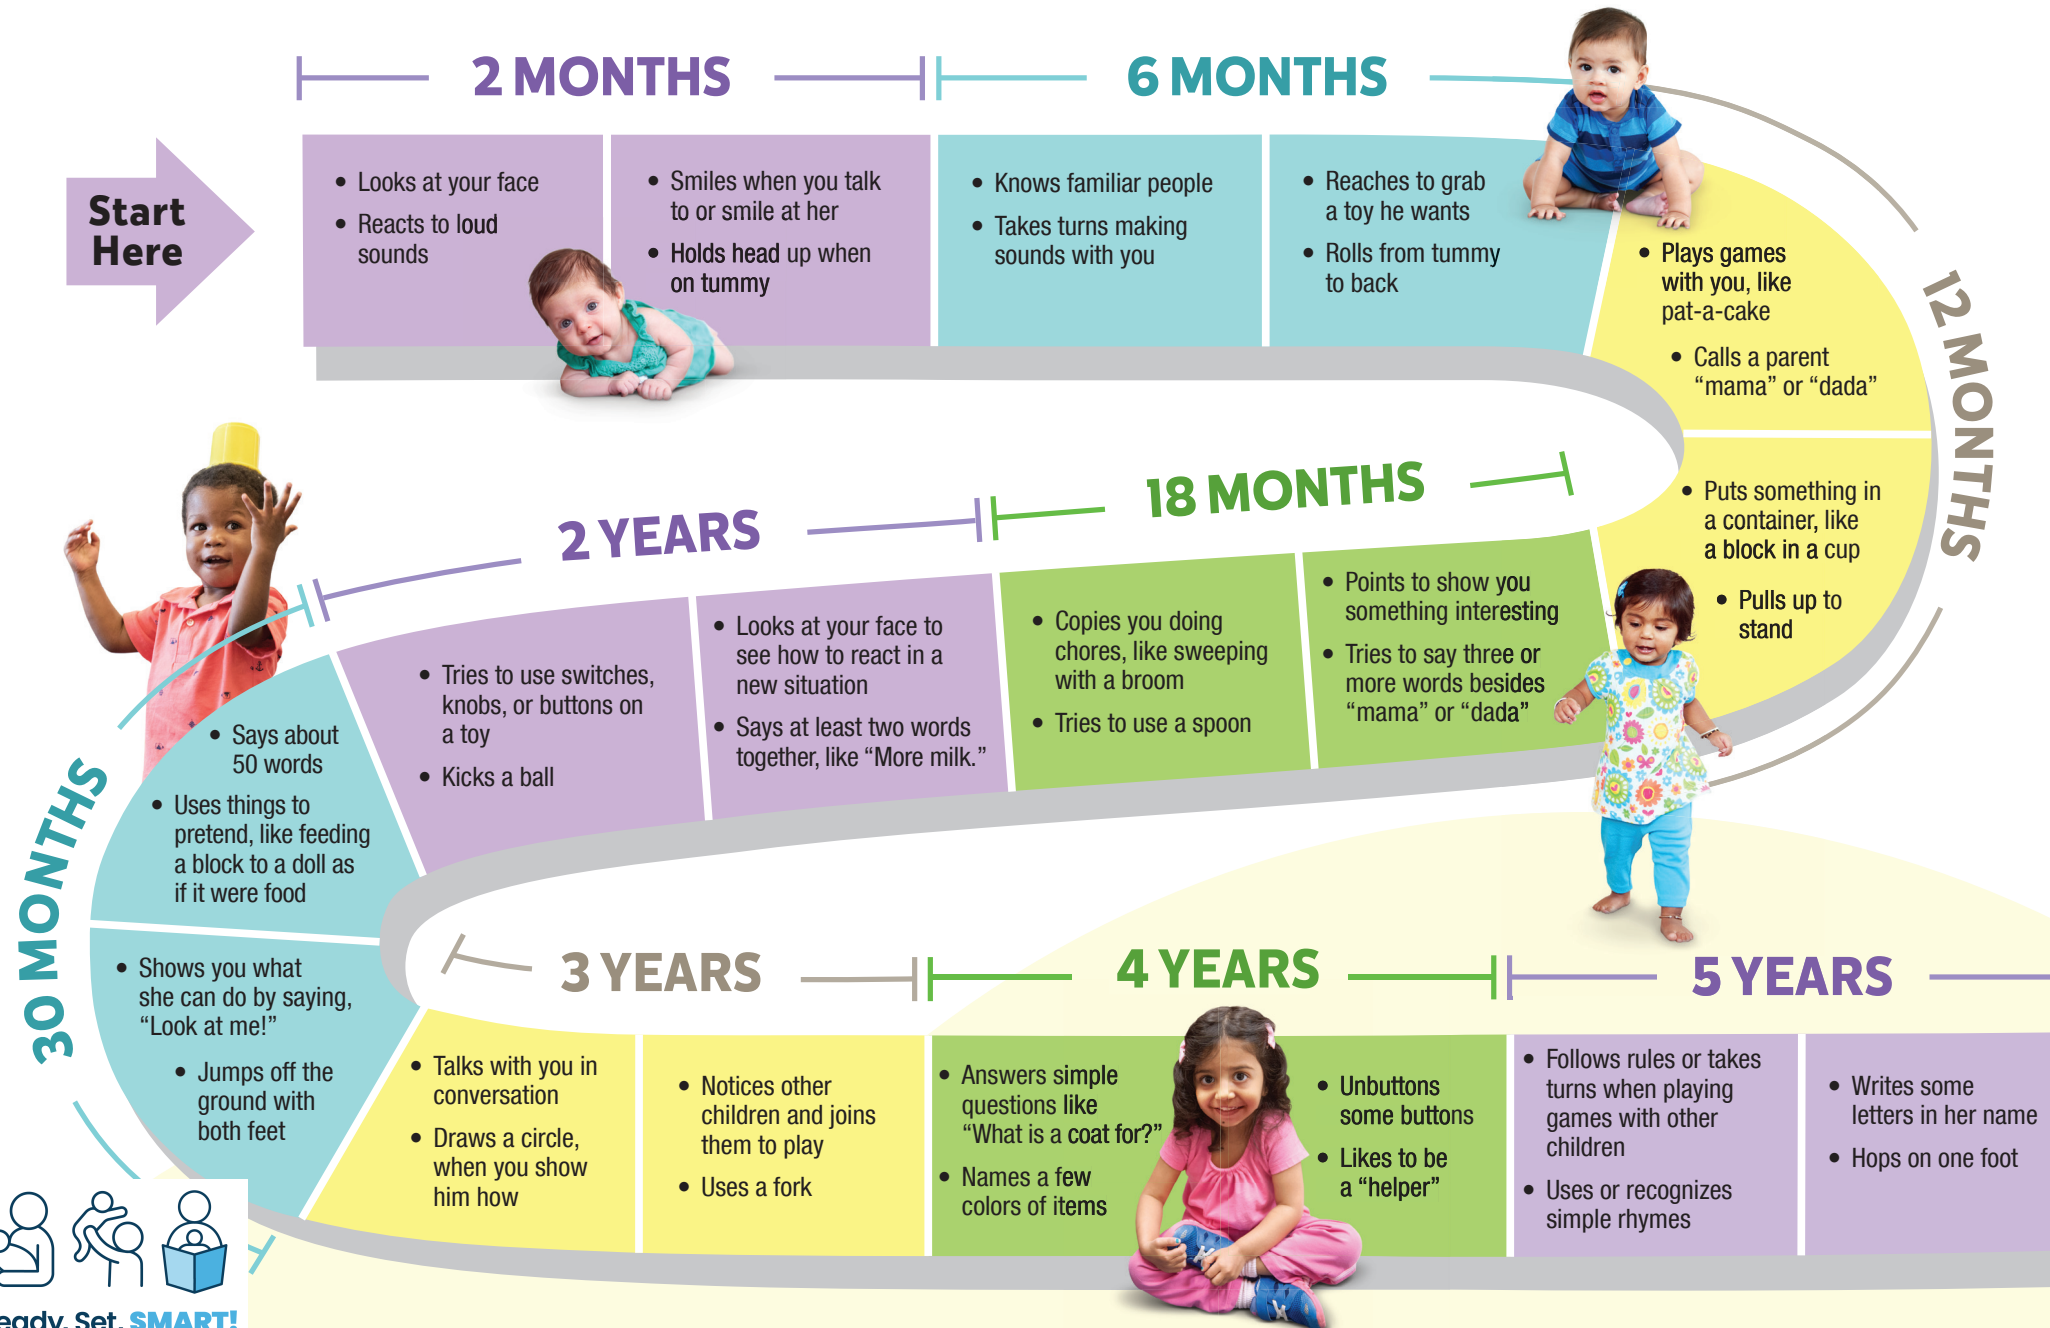 2 MONTHS
6 MONTHS
Start
Here
• Looks at your face
• Reacts to loud
sounds
• Smiles when you talk
to or smile at her
• Holds head up when
on tummy
• Knows familiar people
• Takes turns making
sounds with you
• Reaches to grab
a toy he wants
• Rolls from tummy
to back
12 MONTHS
• Plays games
with you, like
pat-a-cake
• Calls a parent
“mama” or “dada”
• Puts something in
a container, like
a block in a cup
• Pulls up to
stand
18 MONTHS
• Points to show you
something interesting
• Tries to say three or
more words besides
“mama” or “dada”
• Copies you doing
chores, like sweeping
with a broom
• Tries to use a spoon
2 YEARS
• Looks at your face to
see how to react in a
new situation
• Says at least two words
together, like “More milk.”
• Tries to use switches,
knobs, or buttons on
a toy
• Kicks a ball
30 MONTHS
• Says about
50 words
• Uses things to
pretend, like feeding
a block to a doll as
if it were food
• Shows you what
she can do by saying,
“Look at me!”
• Jumps off the
ground with
both feet
3 YEARS
• Talks with you in
conversation
• Draws a circle,
when you show
him how
• Notices other
children and joins
them to play
• Uses a fork
4 YEARS
• Answers simple
questions like
“What is a coat for?”
• Names a few
colors of items
• Unbuttons
some buttons
• Likes to be
a “helper”
5 YEARS
• Follows rules or takes
turns when playing
games with other
children
• Uses or recognizes
simple rhymes
• Writes some
letters in her name
• Hops on one foot
eady. Set. SMART!